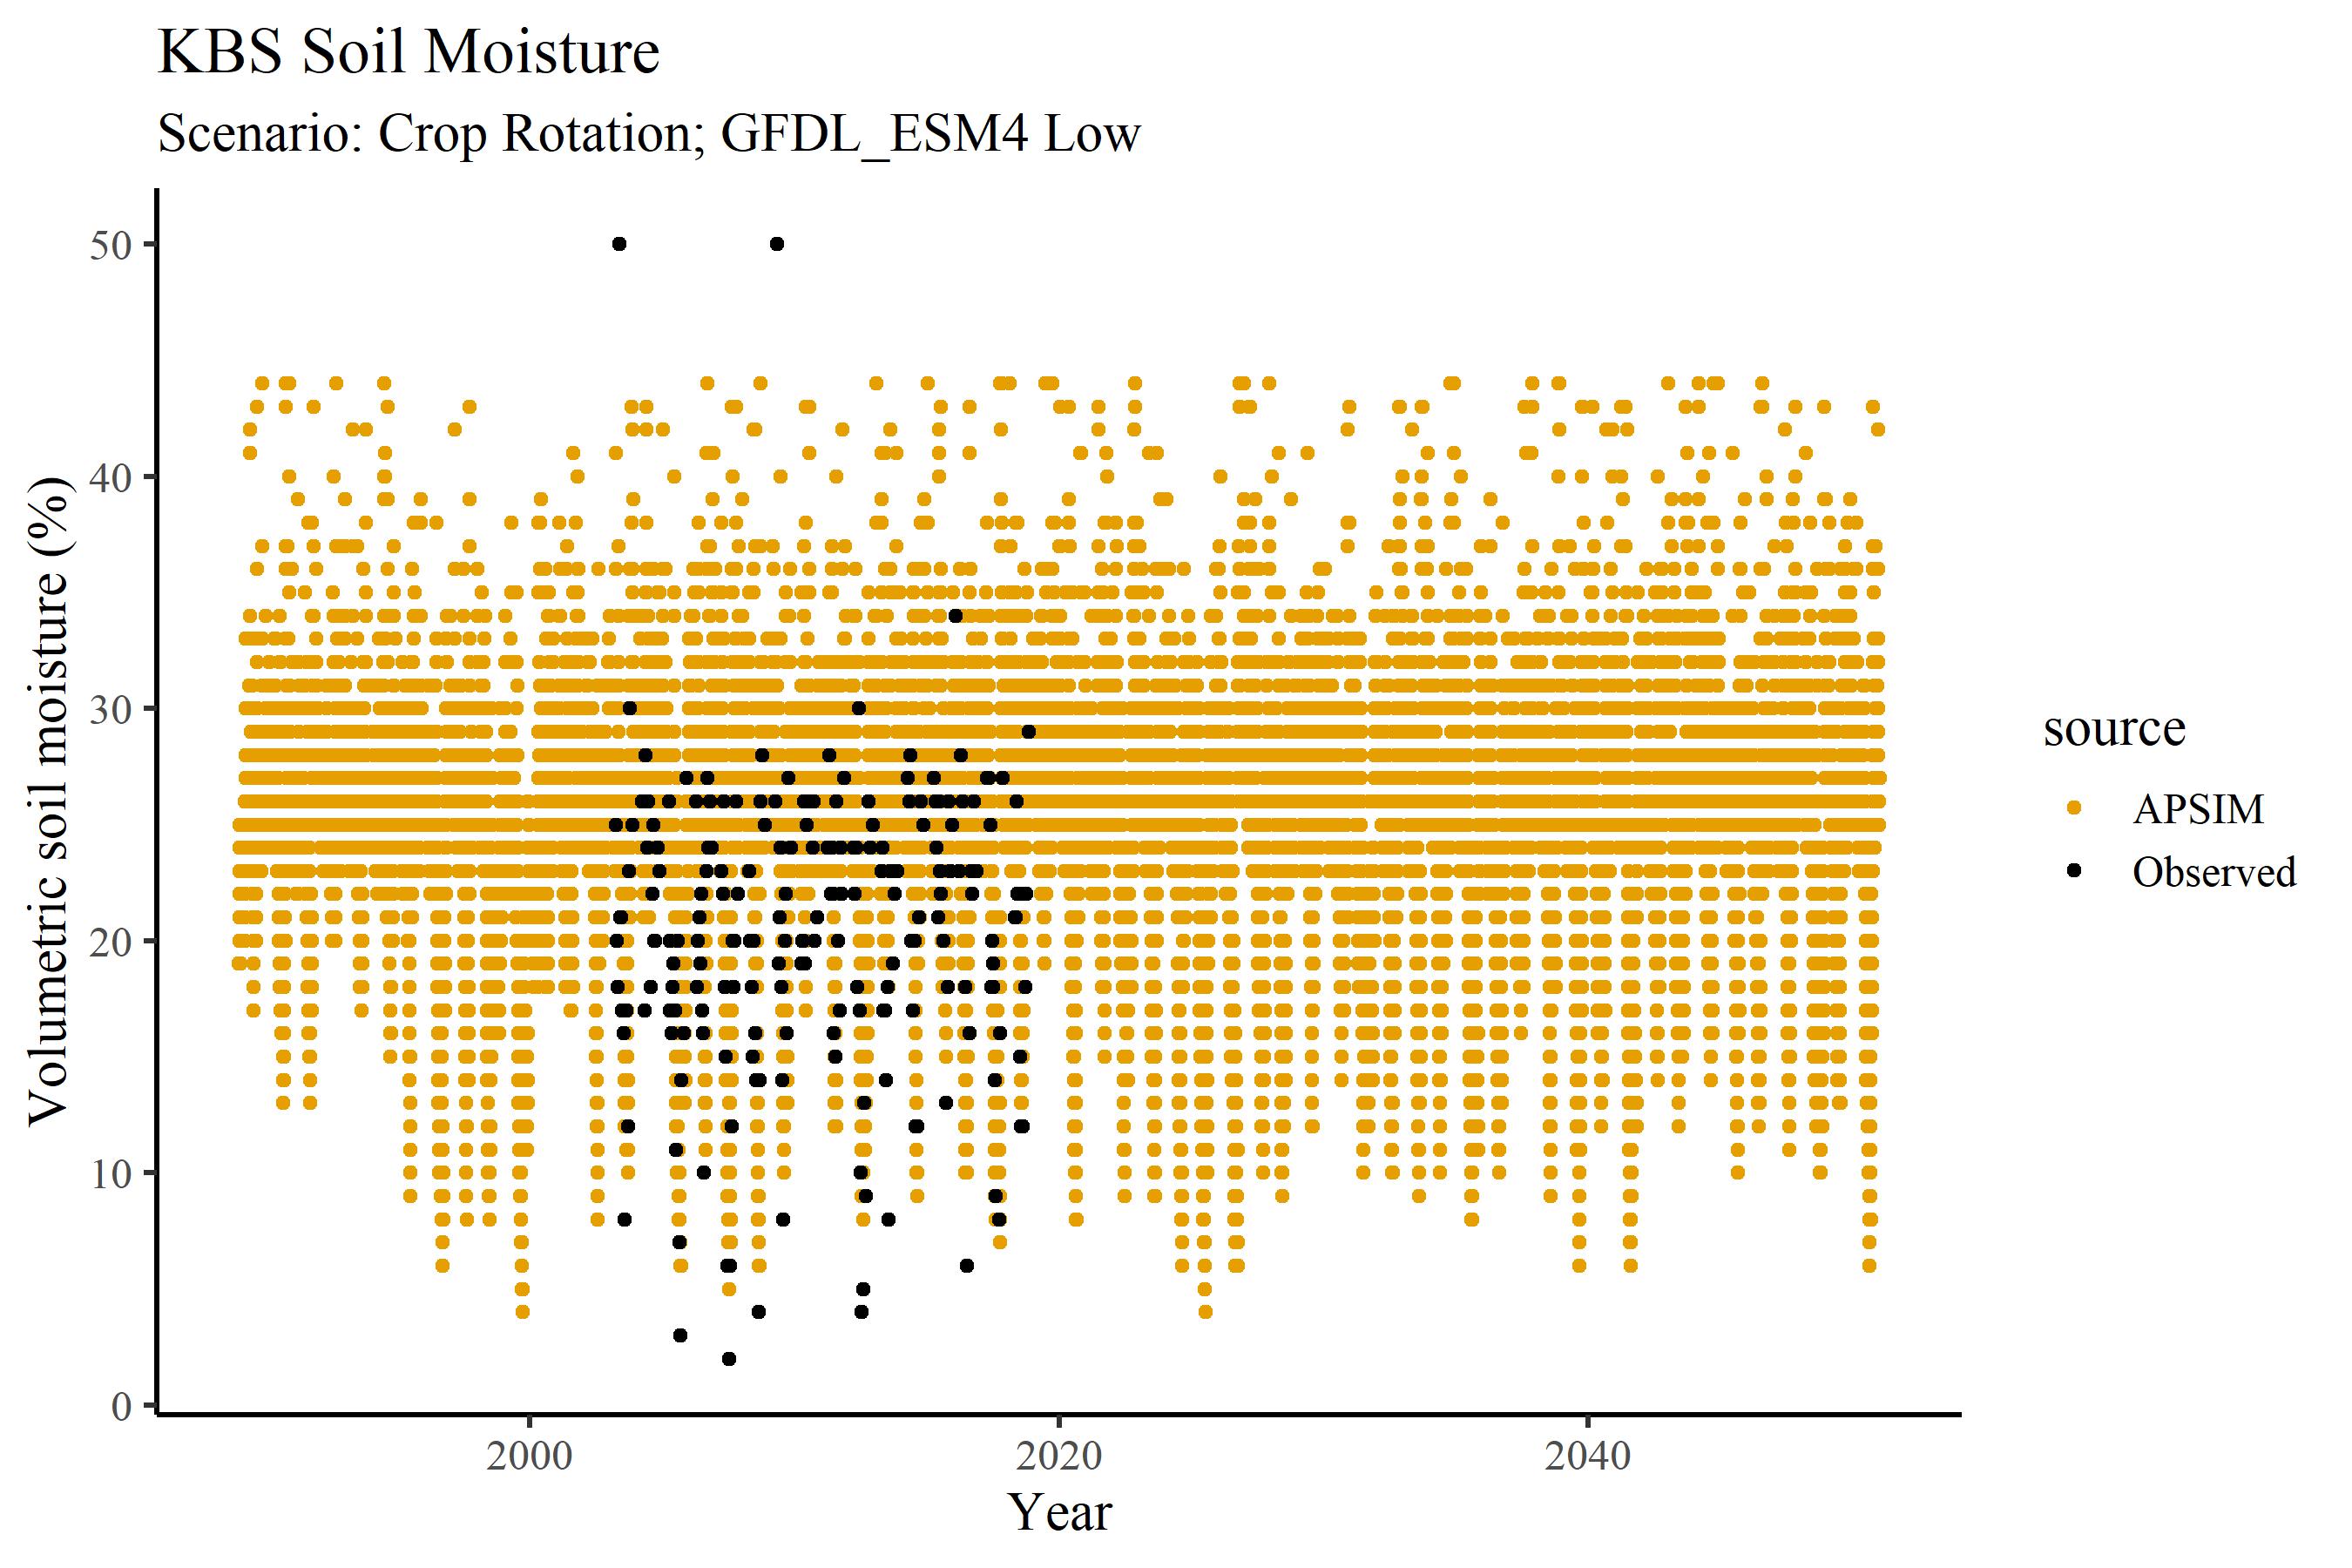 KBS Soil Moisture
Scenario: Crop Rotation; GFDL_ESM4 Low
Volumetric soil moisture (%)
50
40
30
20
10
0
2000
2020
2040
Year
source
APSIM
Observed